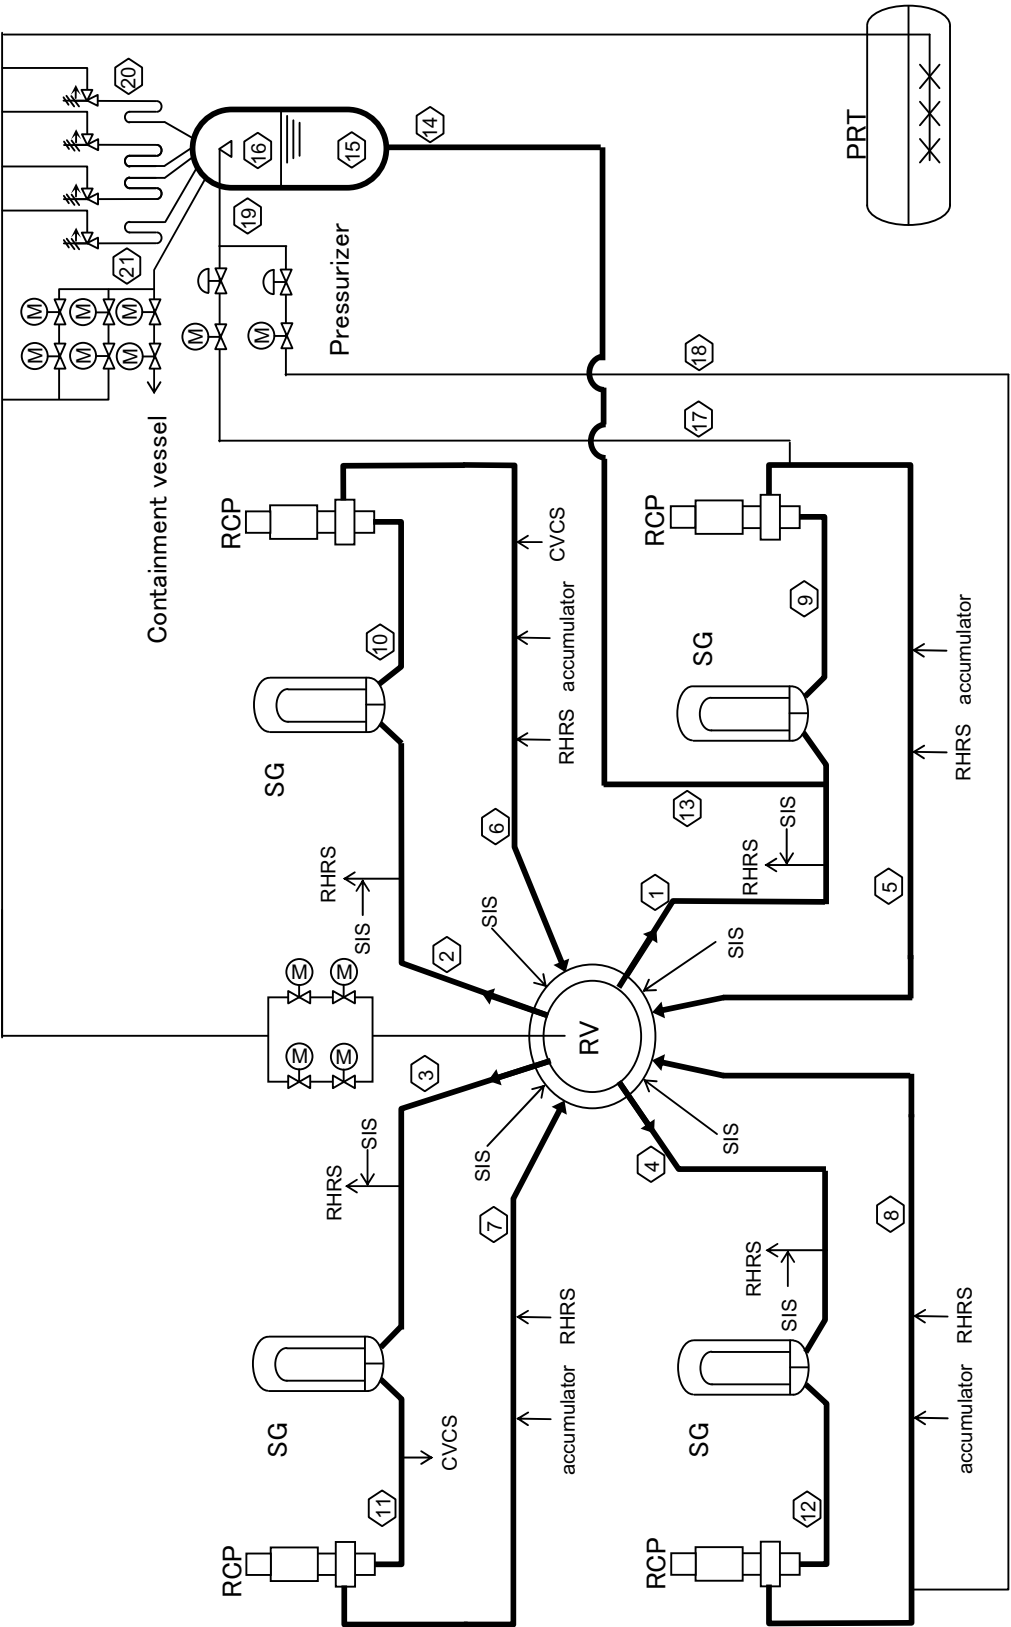 20
PRT
16
15
14
19
21
M
M
M
M
M
M
M
M
Pressurizer
18
17
Containment vessel
RCP
RCP
CVCS
9
accumulator
accumulator
10
SG
SG
RHRS
RHRS
13
SIS
6
RHRS
RHRS
5
1
SIS
SIS
SIS
2
M
M
RV
M
M
3
SIS
SIS
SIS
4
RHRS
7
8
RHRS
SIS
RHRS
RHRS
SG
CVCS
accumulator
SG
accumulator
11
12
RCP
RCP